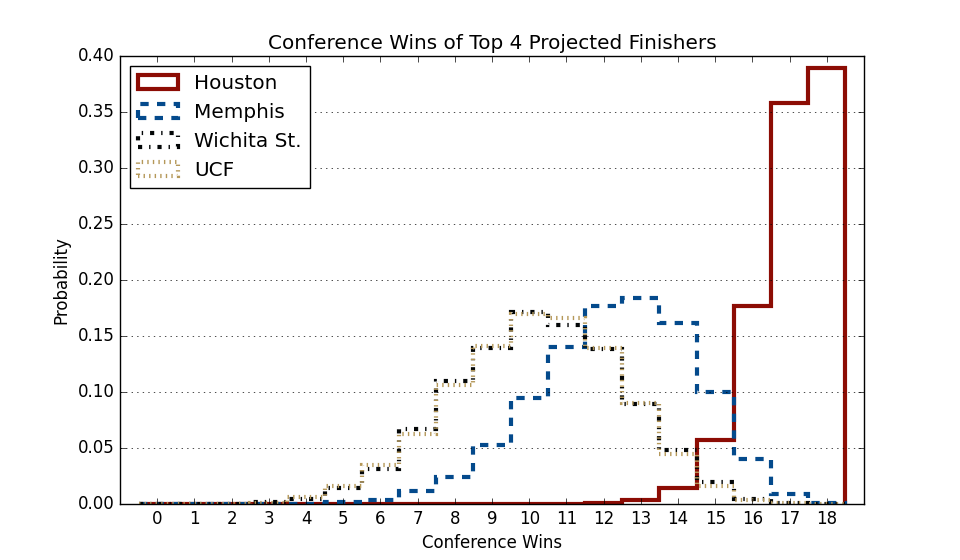 Conference Wins of Top 4 Projected Finishers
0.40
0.35
0.30
0.25
0.20
0.15
0.10
0.05
0.00
Probability
Houston
Memphis
Wichita St.
UCF
0 1 2 3 4 5 6 7 8 9 10 11 12 13 14 15 16 17 18
Conference Wins